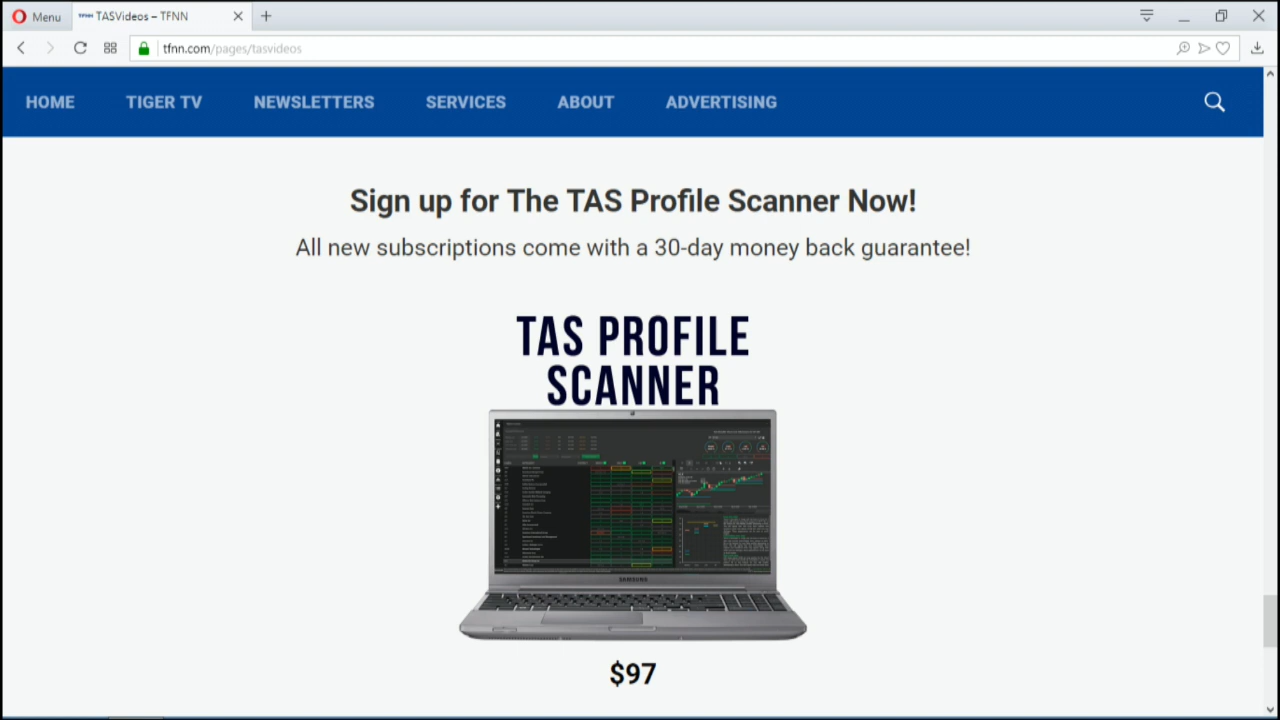 Menu
TFNN TASVideos – TFNN
tfnn.com/pages/tasvideos
HOME TIGER TV NEWSLETTERS SERVICES ABOUT ADVERTISING
Sign up for The TAS Profile Scanner Now!
All new subscriptions come with a 30-day money back guarantee!
TAS PROFILE
SCANNER
SAMSUNG
$97